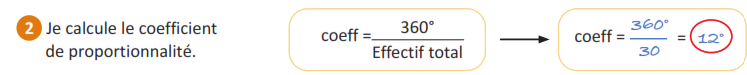 2 Je calcule le coefficient
de proportionnalité.
coeff = 360° / Effectif total
coeff = 360° / 30 = 12°